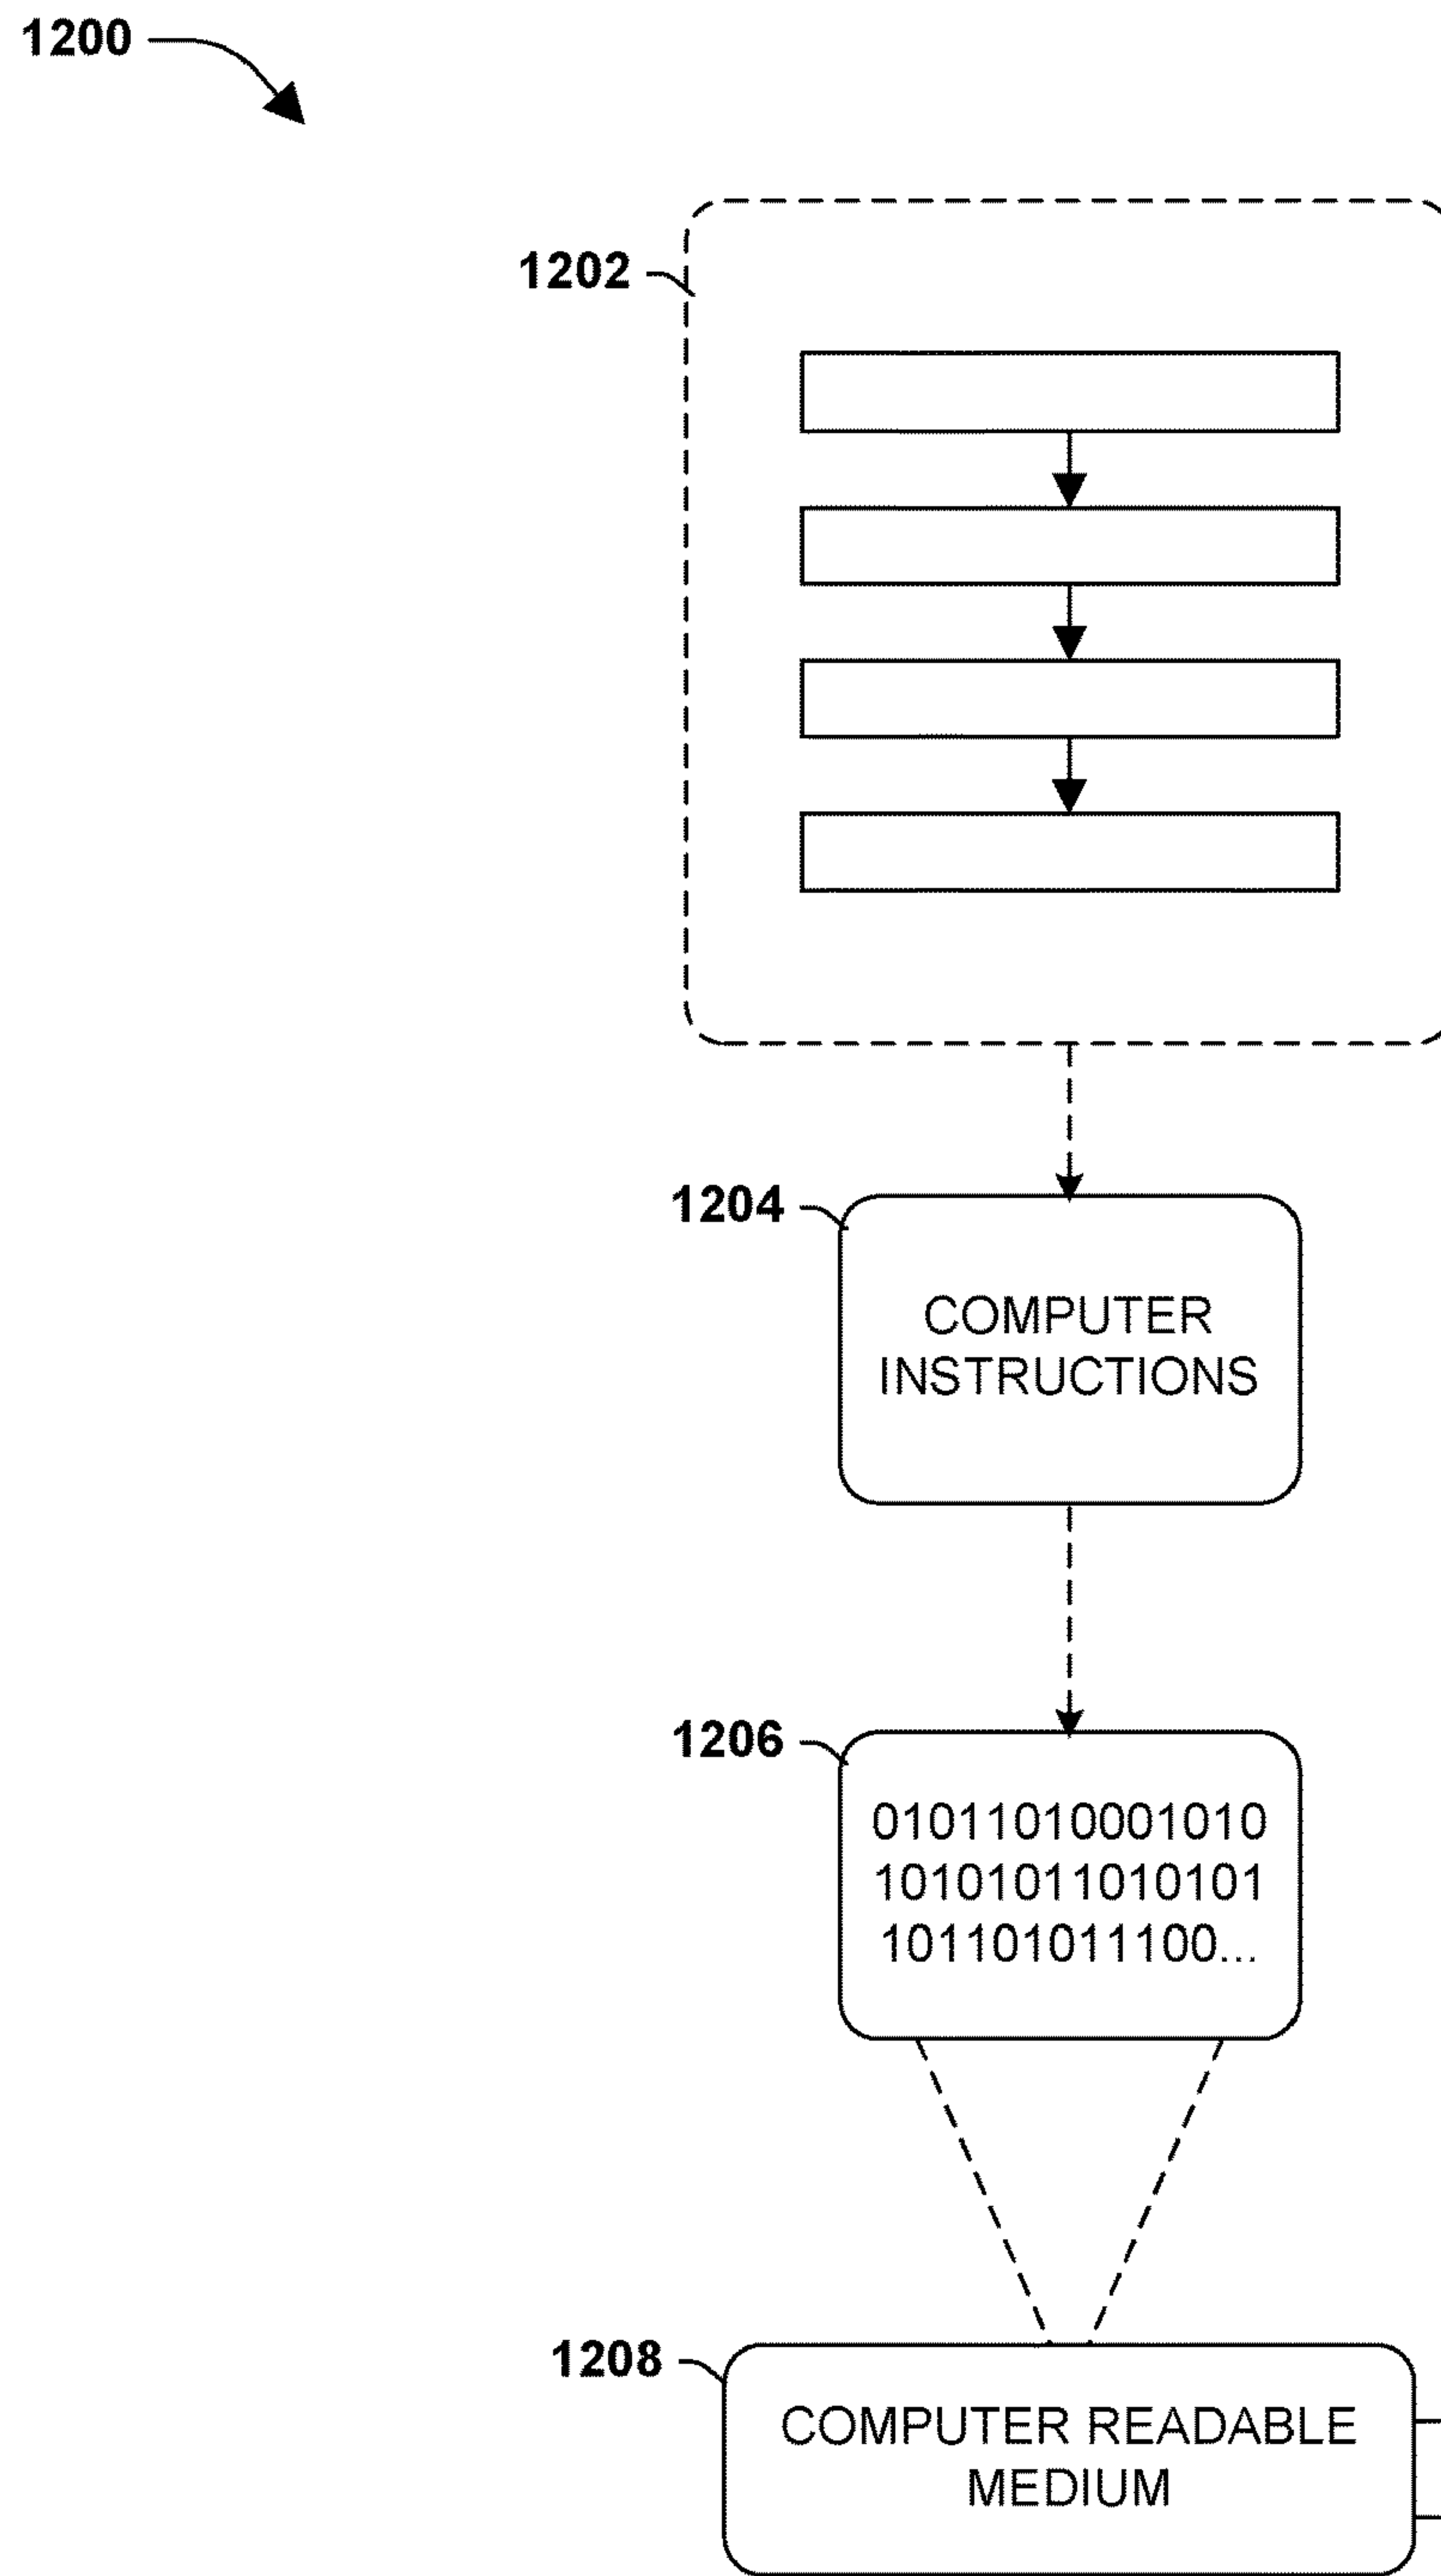 1200
1202
1204
COMPUTER
INSTRUCTIONS
1206
01011010001010
10101011010101
101101011100...
1208
COMPUTER READABLE
MEDIUM